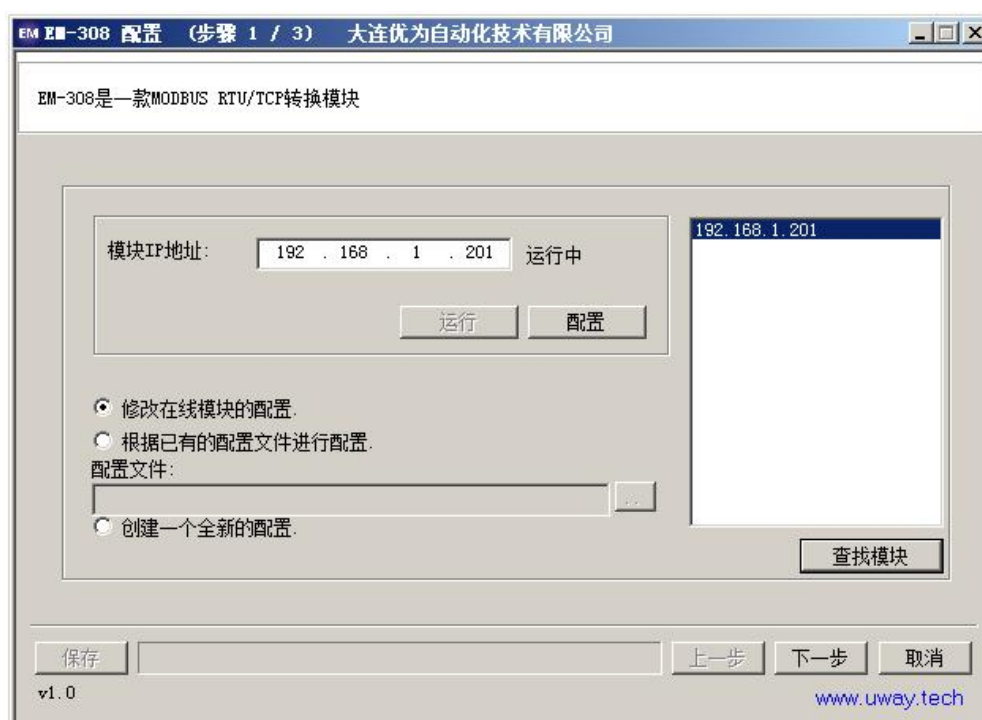 EM EM-308 配置 (步骤 1 / 3) 大连优为自动化技术有限公司
EM-308是一款MODBUS RTU/TCP转换模块
模块IP地址: 192 . 168 . 1 . 201 运行中
192.168.1.201
运行 配置
修改在线模块的配置.
根据已有的配置文件进行配置.
配置文件:
..
创建一个全新的配置.
查找模块
保存 上一步 下一步 取消
v1.0
www.uway.tech